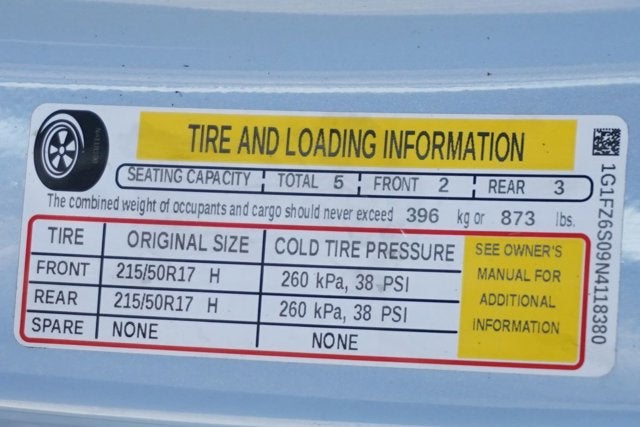 TIRE AND LOADING INFORMATION
SEATING CAPACITY TOTAL 5 FRONT 2 REAR 3
The combined weight of occupants and cargo should never exceed 396 kg or 873 lbs.
TIRE ORIGINAL SIZE COLD TIRE PRESSURE
FRONT 215/50R17 H 260 kPa, 38 PSI
REAR 215/50R17 H 260 kPa, 38 PSI
SPARE NONE NONE
SEE OWNER'S
MANUAL FOR
ADDITIONAL
INFORMATION
1G1FZ6S09N4118380